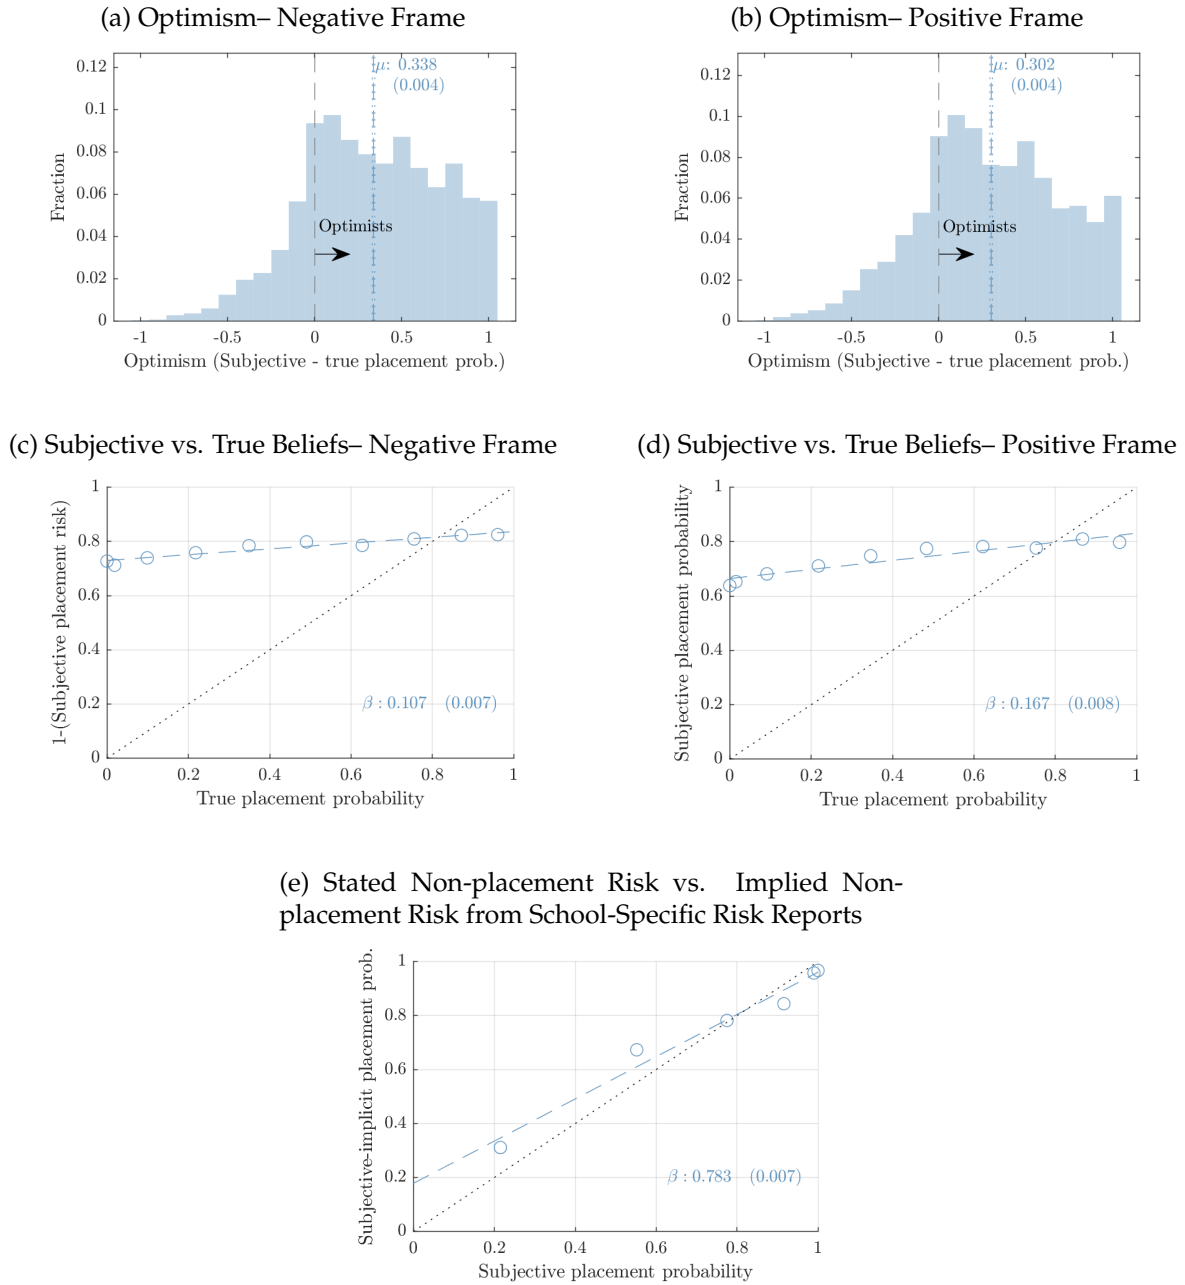 (a) Optimism– Negative Frame
0.12
0.1
0.08
0.06
0.04
0.02
0
Fraction
μ: 0.338
(0.004)
Optimists
-1
-0.5
0
0.5
1
Optimism (Subjective - true placement prob.)
(b) Optimism– Positive Frame
0.12
0.1
0.08
0.06
0.04
0.02
0
Fraction
μ: 0.302
(0.004)
Optimists
-1
-0.5
0
0.5
1
Optimism (Subjective - true placement prob.)
(c) Subjective vs. True Beliefs– Negative Frame
1
0.8
0.6
0.4
0.2
0
1-(Subjective placement risk)
β : 0.107 (0.007)
0
0.2
0.4
0.6
0.8
1
True placement probability
(d) Subjective vs. True Beliefs– Positive Frame
1
0.8
0.6
0.4
0.2
0
Subjective placement probability
β : 0.167 (0.008)
0
0.2
0.4
0.6
0.8
1
True placement probability
(e) Stated Non-placement Risk vs. Implied Non-
placement Risk from School-Specific Risk Reports
1
0.8
0.6
0.4
0.2
0
Subjective-implicit placement prob.
β : 0.783 (0.007)
0
0.2
0.4
0.6
0.8
1
Subjective placement probability